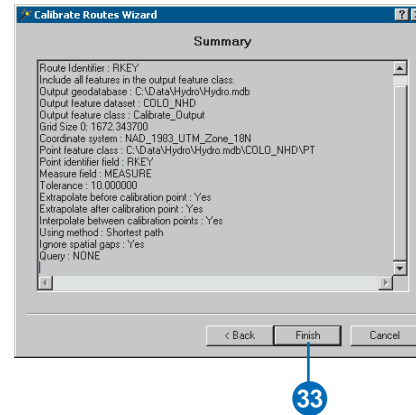 Calibrate Routes Wizard
Summary
Route Identifier : RKEY
Include all features in the output feature class.
Output geodatabase : C:\Data\Hydro\Hydro.mdb
Output feature dataset : COLO_NHD
Output feature class : Calibrate_Output
Grid Size 0: 1672.343700
Coordinate system : NAD_1983_UTM_Zone_18N
Point feature class : C:\Data\Hydro\Hydro.mdb\COLO_NHD\PT
Point identifier field : RKEY
Measure field : MEASURE
Tolerance : 10.000000
Extrapolate before calibration point : Yes
Extrapolate after calibration point : Yes
Interpolate between calibration points : Yes
Using method : Shortest path
Ignore spatial gaps : Yes
Query : NONE
< Back Finish Cancel
33